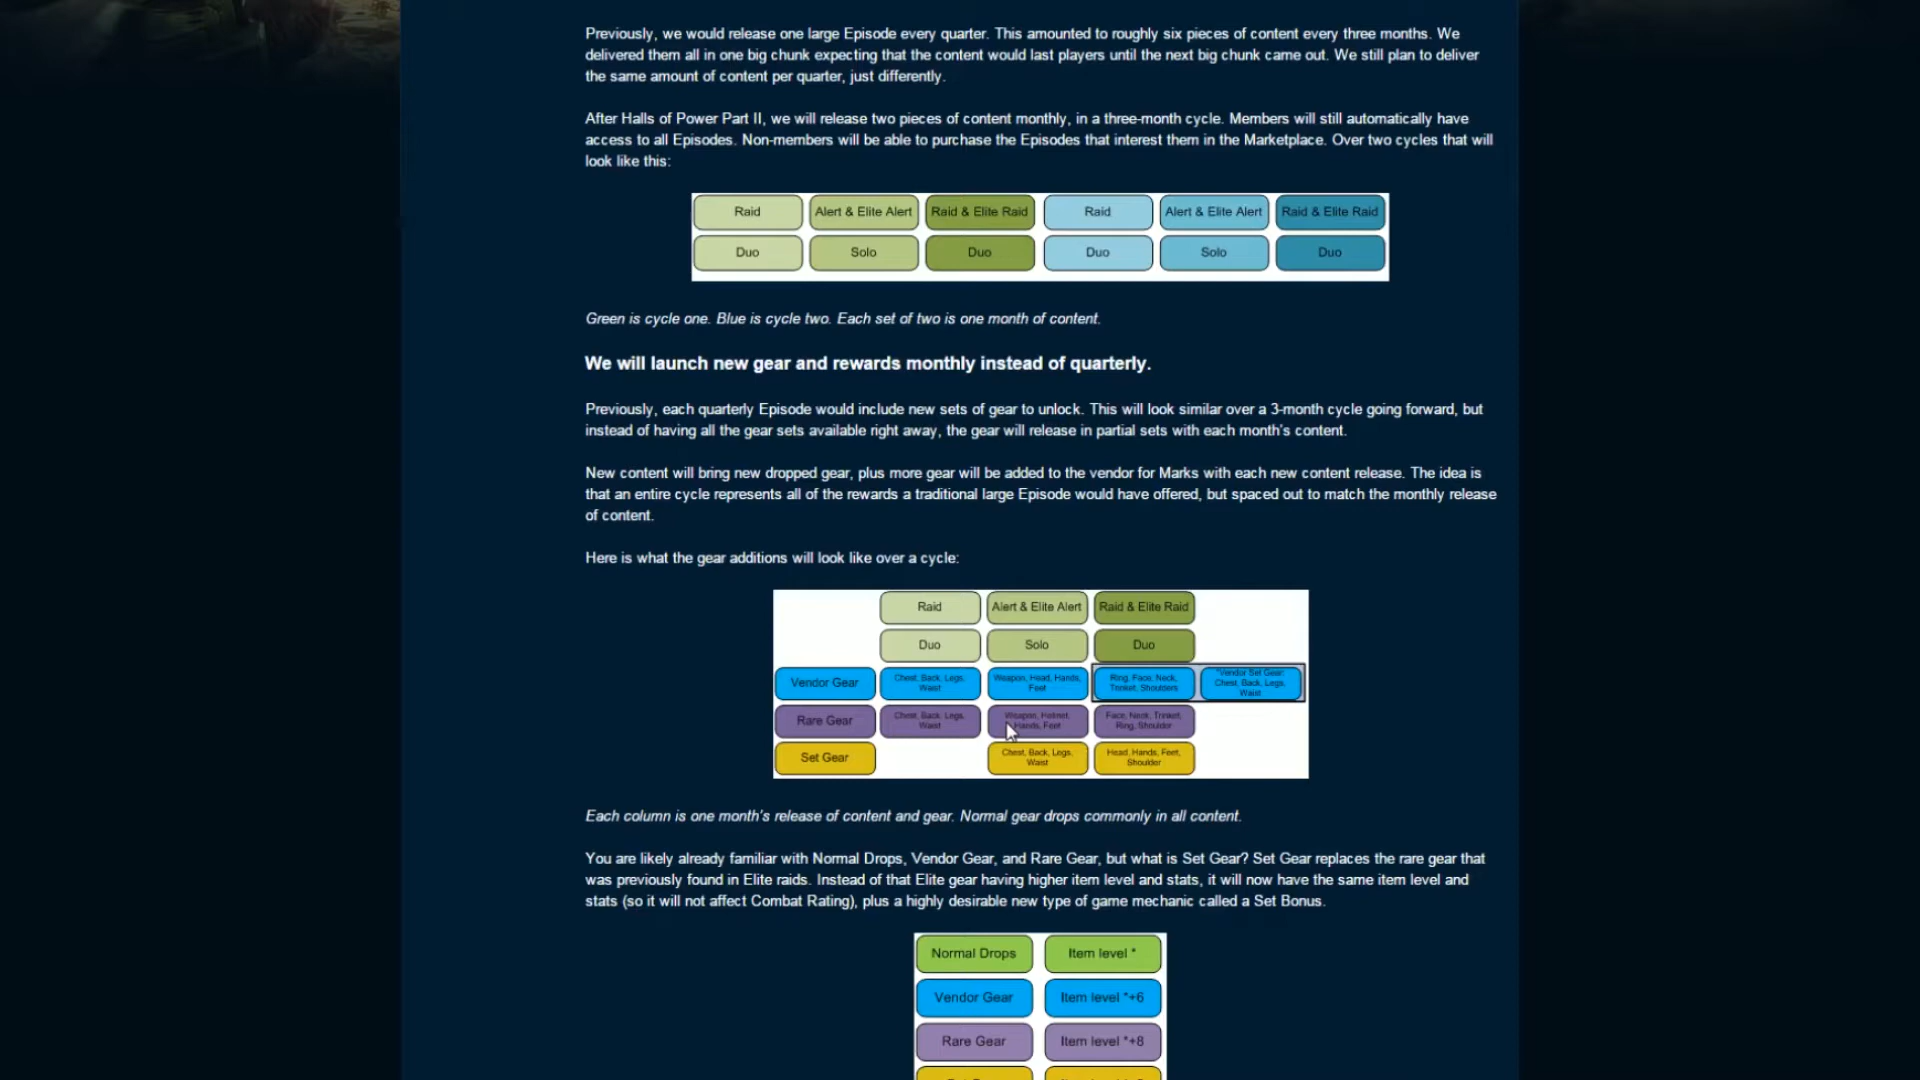 Previously, we would release one large Episode every quarter. This amounted to roughly six pieces of content every three months. We
delivered them all in one big chunk expecting that the content would last players until the next big chunk came out. We still plan to deliver
the same amount of content per quarter, just differently.
After Halls of Power Part II, we will release two pieces of content monthly, in a three-month cycle. Members will still automatically have
access to all Episodes. Non-members will be able to purchase the Episodes that interest them in the Marketplace. Over two cycles that will
look like this:
Raid Alert & Elite Alert Raid & Elite Raid Raid Alert & Elite Alert Raid & Elite Raid
Duo Solo Duo Duo Solo Duo
Green is cycle one. Blue is cycle two. Each set of two is one month of content.
We will launch new gear and rewards monthly instead of quarterly.
Previously, each quarterly Episode would include new sets of gear to unlock. This will look similar over a 3-month cycle going forward, but
instead of having all the gear sets available right away, the gear will release in partial sets with each month's content.
New content will bring new dropped gear, plus more gear will be added to the vendor for Marks with each new content release. The idea is
that an entire cycle represents all of the rewards a traditional large Episode would have offered, but spaced out to match the monthly release
of content.
Here is what the gear additions will look like over a cycle:
Raid Alert & Elite Alert Raid & Elite Raid
Duo Solo Duo
Vendor Gear
Chest, Back, Legs,
Waist
Weapon, Head, Hands,
Feet
Ring, Face, Neck,
Trinket, Shoulders
*Vendor Set Gear:
Chest, Back, Legs,
Waist
Rare Gear
Chest, Back, Legs,
Waist
Weapon, Helmet,
Hands, Feet
Face, Neck, Trinket,
Ring, Shoulder
Set Gear
Chest, Back, Legs,
Waist
Head, Hands, Feet,
Shoulder
Each column is one month's release of content and gear. Normal gear drops commonly in all content.
You are likely already familiar with Normal Drops, Vendor Gear, and Rare Gear, but what is Set Gear? Set Gear replaces the rare gear that
was previously found in Elite raids. Instead of that Elite gear having higher item level and stats, it will now have the same item level and
stats (so it will not affect Combat Rating), plus a highly desirable new type of game mechanic called a Set Bonus.
Normal Drops Item level *
Vendor Gear Item level *+6
Rare Gear Item level *+8